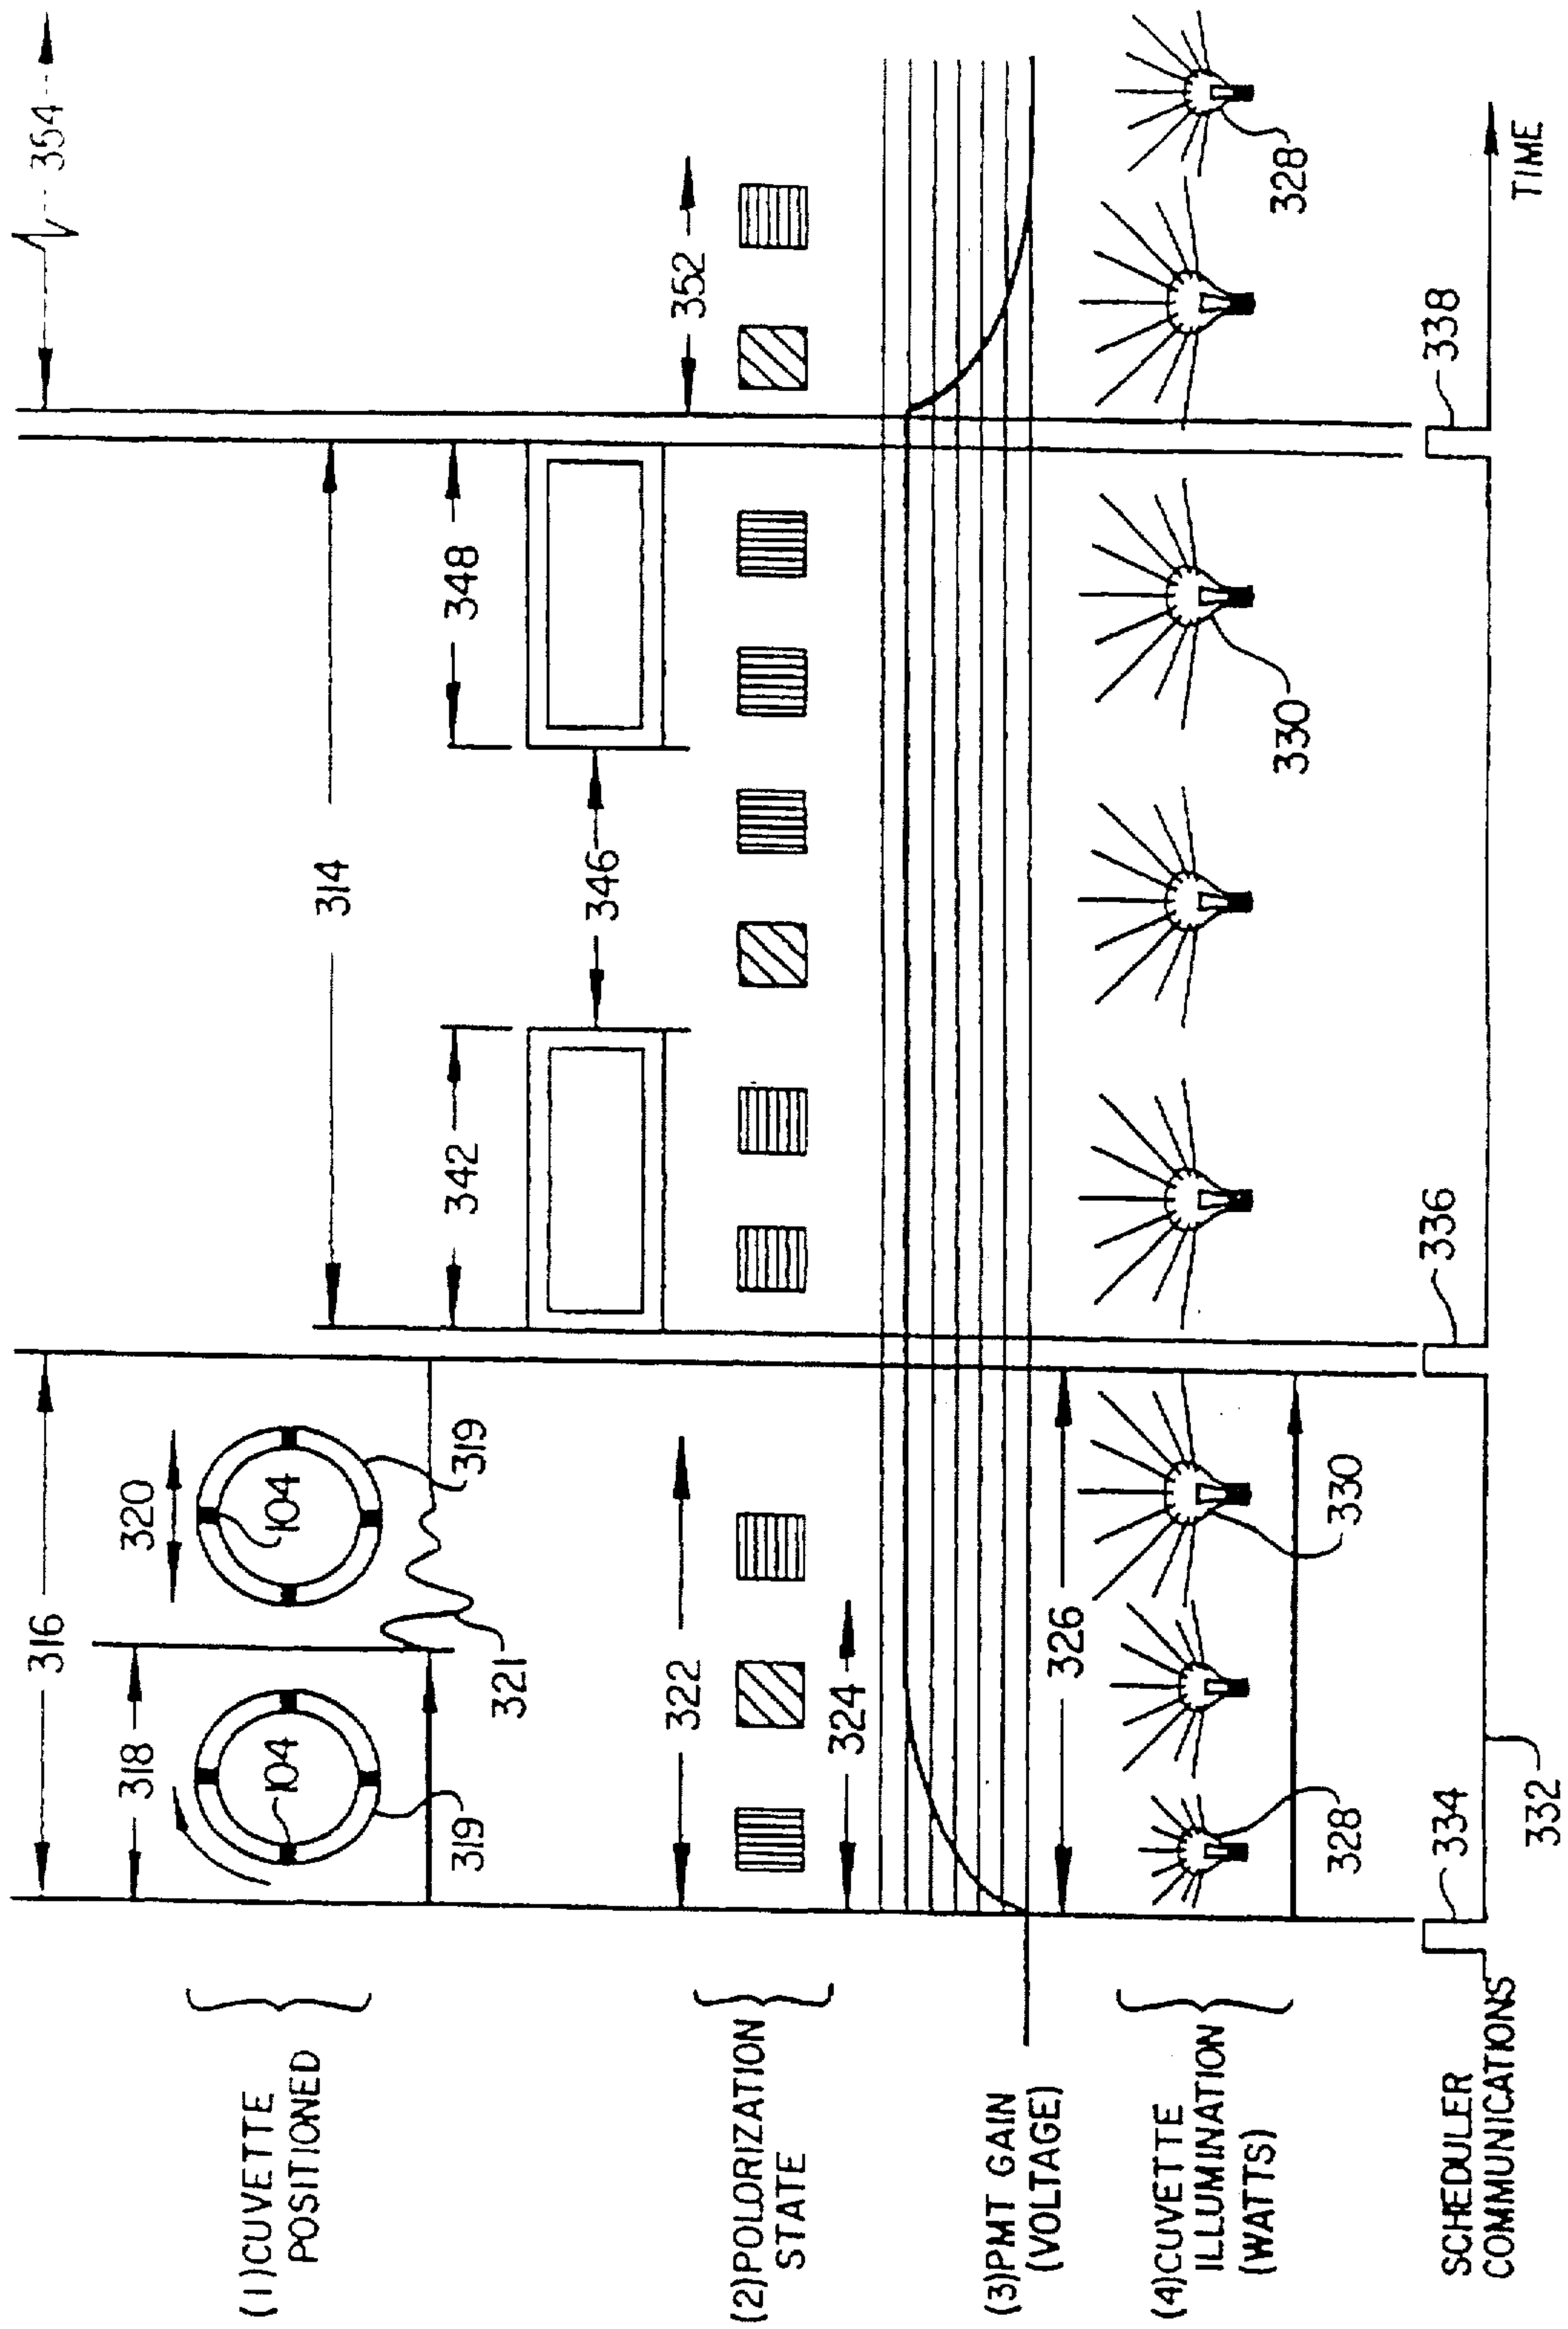 316
354
318
320
(1)CUVETTE
POSITIONED
104
104
314
319
319
342
348
321
346
322
352
(2)POLORIZATION
STATE
324
(3)PMT GAIN
(VOLTAGE)
326
(4)CUVETTE
ILLUMINATION
(WATTS)
328
330
330
328
SCHEDULER
COMMUNICATIONS
334
336
338
332
TIME